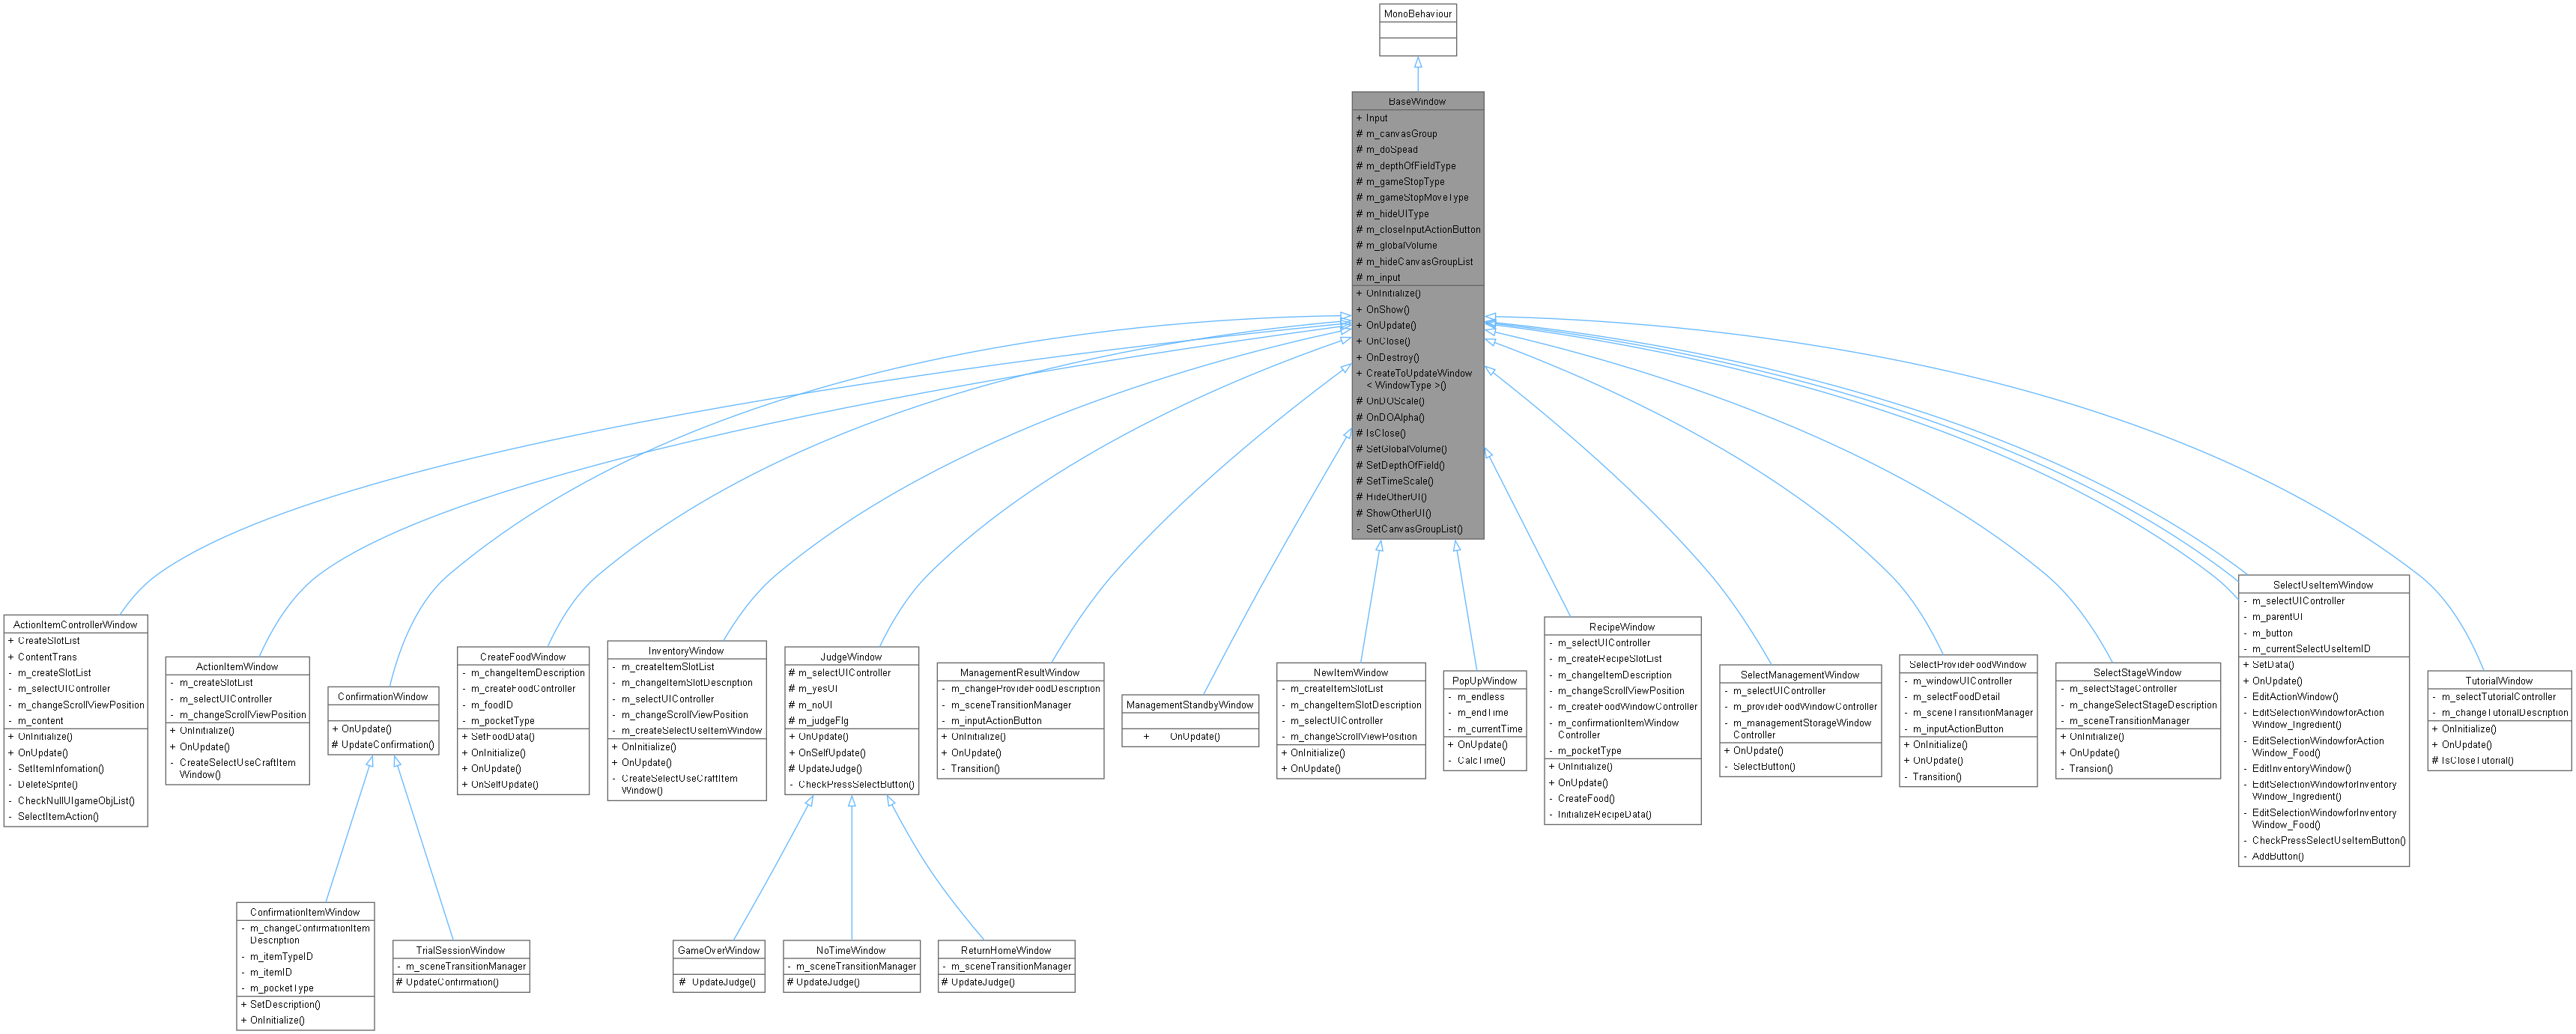 MonoBehaviour
BaseWindow
+ Input
# m_canvasGroup
# m_doSpead
# m_depthOfFieldType
# m_gameStopType
# m_gameStopMoveType
# m_hideUIType
# m_closeInputActionButton
# m_globalVolume
# m_hideCanvasGroupList
# m_input
+ OnInitialize()
+ OnShow()
+ OnUpdate()
+ OnClose()
+ OnDestroy()
+ CreateToUpdateWindow
< WindowType >()
# OnDOScale()
# OnDOAlpha()
# IsClose()
# SetGlobalVolume()
# SetDepthOfField()
# SetTimeScale()
# HideOtherUI()
# ShowOtherUI()
- SetCanvasGroupList()
ActionItemControllerWindow
+ CreateSlotList
+ ContentTrans
- m_createSlotList
- m_selectUIController
- m_changeScrollViewPosition
- m_content
+ OnInitialize()
+ OnUpdate()
- SetItemInfomation()
- DeleteSprite()
- CheckNullUIgameObjList()
- SelectItemAction()
ActionItemWindow
- m_createSlotList
- m_selectUIController
- m_changeScrollViewPosition
+ OnInitialize()
+ OnUpdate()
- CreateSelectUseCraftItem
Window()
ConfirmationWindow
+ OnUpdate()
# UpdateConfirmation()
CreateFoodWindow
- m_changeItemDescription
- m_createFoodController
- m_foodID
- m_pocketType
+ SetFoodData()
+ OnInitialize()
+ OnUpdate()
+ OnSelfUpdate()
InventoryWindow
- m_createItemSlotList
- m_changeItemSlotDescription
- m_selectUIController
- m_changeScrollViewPosition
- m_createSelectUseItemWindow
+ OnInitialize()
+ OnUpdate()
- CreateSelectUseCraftItem
Window()
JudgeWindow
# m_selectUIController
# m_yesUI
# m_noUI
# m_judgeFlg
+ OnUpdate()
+ OnSelfUpdate()
# UpdateJudge()
- CheckPressSelectButton()
ManagementResultWindow
- m_changeProvideFoodDescription
- m_sceneTransitionManager
- m_inputActionButton
+ OnInitialize()
+ OnUpdate()
- Transition()
ManagementStandbyWindow
+ OnUpdate()
NewItemWindow
- m_createItemSlotList
- m_changeItemSlotDescription
- m_selectUIController
- m_changeScrollViewPosition
+ OnInitialize()
+ OnUpdate()
PopUpWindow
- m_endless
- m_endTime
- m_currentTime
+ OnUpdate()
- CalcTime()
RecipeWindow
- m_selectUIController
- m_createRecipeSlotList
- m_changeItemDescription
- m_changeScrollViewPosition
- m_createFoodWindowController
- m_confirmationItemWindow
Controller
- m_pocketType
+ OnInitialize()
+ OnUpdate()
- CreateFood()
- InitializeRecipeData()
SelectManagementWindow
- m_selectUIController
- m_provideFoodWindowController
- m_managementStorageWindow
Controller
+ OnUpdate()
- SelectButton()
SelectProvideFoodWindow
- m_windowUIController
- m_selectFoodDetail
- m_sceneTransitionManager
- m_inputActionButton
+ OnInitialize()
+ OnUpdate()
- Transition()
SelectStageWindow
- m_selectStageController
- m_changeSelectStageDescription
- m_sceneTransitionManager
+ OnInitialize()
+ OnUpdate()
- Transion()
SelectUseItemWindow
- m_selectUIController
- m_parentUI
- m_button
- m_currentSelectUseItemID
+ SetData()
+ OnUpdate()
- EditActionWindow()
- EditSelectionWindowforAction
Window_Ingredient()
- EditSelectionWindowforAction
Window_Food()
- EditInventoryWindow()
- EditSelectionWindowforInventory
Window_Ingredient()
- EditSelectionWindowforInventory
Window_Food()
- CheckPressSelectUseItemButton()
- AddButton()
TutorialWindow
- m_selectTutorialController
- m_changeTutorialDescription
+ OnInitialize()
+ OnUpdate()
# IsCloseTutorial()
ConfirmationItemWindow
- m_changeConfirmationItem
Description
- m_itemTypeID
- m_itemID
- m_pocketType
+ SetDescription()
+ OnInitialize()
TrialSessionWindow
- m_sceneTransitionManager
# UpdateConfirmation()
GameOverWindow
# UpdateJudge()
NoTimeWindow
- m_sceneTransitionManager
# UpdateJudge()
ReturnHomeWindow
- m_sceneTransitionManager
# UpdateJudge()